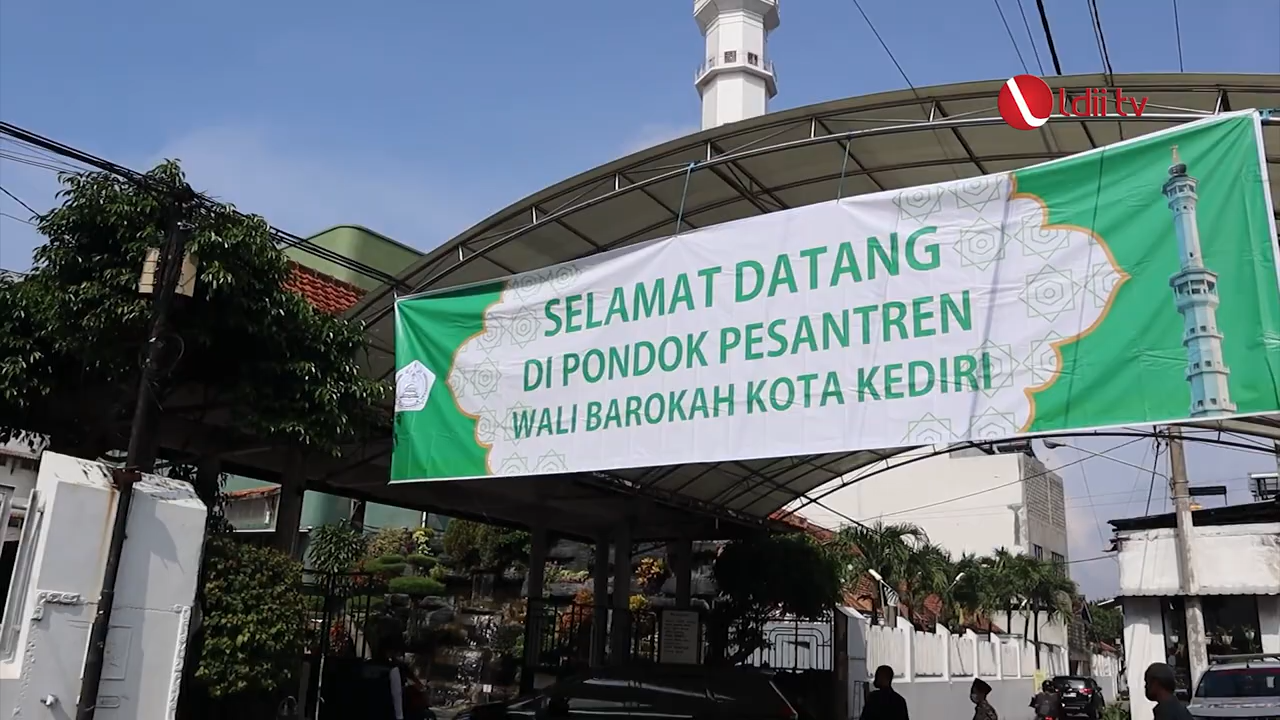 ldii tv
SELAMAT DATANG
DI PONDOK PESANTREN
WALI BAROKAH KOTA KEDIRI